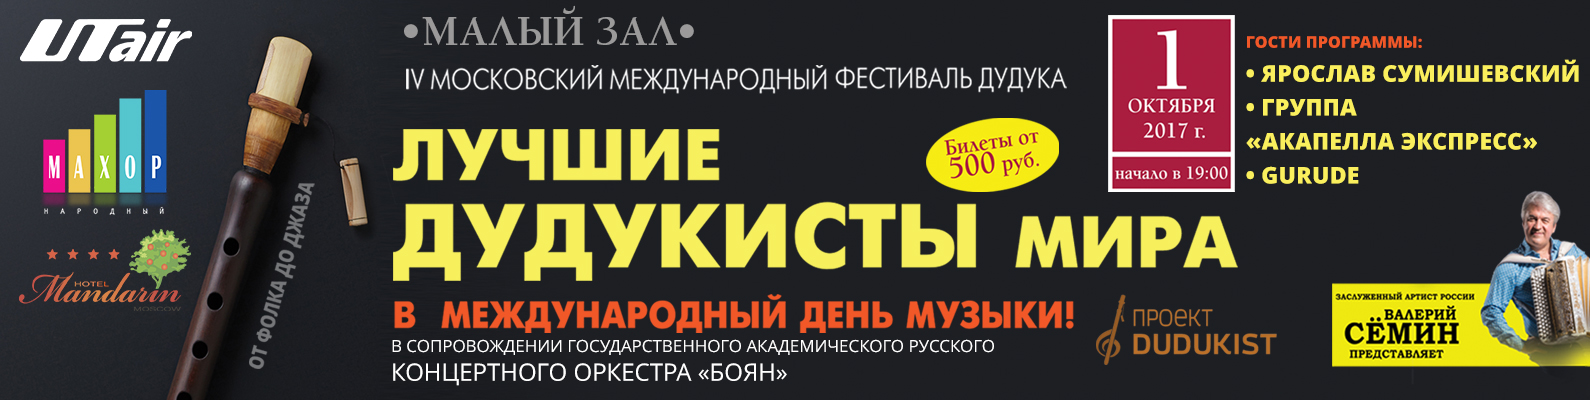 UTair
МАХОР
НАРОДНЫЙ
HOTEL
Mandarin
MOSCOW
ОТ ФОЛКА ДО ДЖАЗА
•МАЛЫЙ ЗАЛ•
IV МОСКОВСКИЙ МЕЖДУНАРОДНЫЙ ФЕСТИВАЛЬ ДУДУКА
ЛУЧШИЕ
ДУДУКИСТЫ МИРА
Билеты от
500 руб.
В МЕЖДУНАРОДНЫЙ ДЕНЬ МУЗЫКИ!
В СОПРОВОЖДЕНИИ ГОСУДАРСТВЕННОГО АКАДЕМИЧЕСКОГО РУССКОГО
КОНЦЕРТНОГО ОРКЕСТРА «БОЯН»
1
ОКТЯБРЯ
2017 г.
начало в 19:00
ГОСТИ ПРОГРАММЫ:
• ЯРОСЛАВ СУМИШЕВСКИЙ
• ГРУППА
«АКАПЕЛЛА ЭКСПРЕСС»
• GURUDE
ПРОЕКТ
DUDUKIST
ЗАСЛУЖЕННЫЙ АРТИСТ РОССИИ
ВАЛЕРИЙ
СЁМИН
ПРЕДСТАВЛЯЕТ